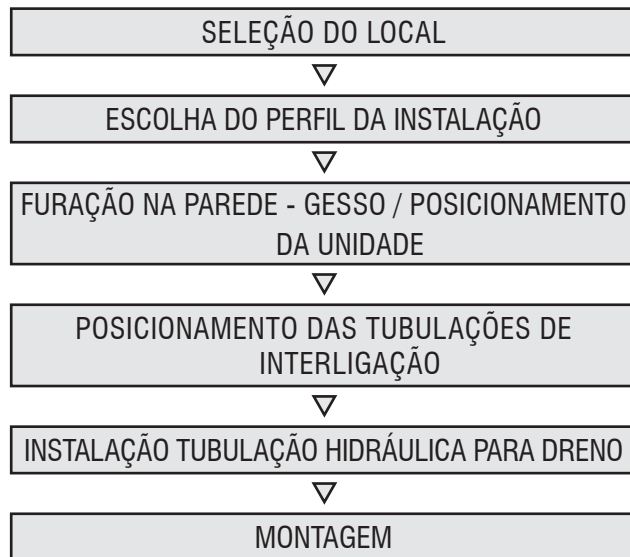 SELEÇÃO DO LOCAL
ESCOLHA DO PERFIL DA INSTALAÇÃO
FURAÇÃO NA PAREDE - GESSO / POSICIONAMENTO
DA UNIDADE
POSICIONAMENTO DAS TUBULAÇÕES DE
INTERLIGAÇÃO
INSTALAÇÃO TUBULAÇÃO HIDRÁULICA PARA DRENO
MONTAGEM